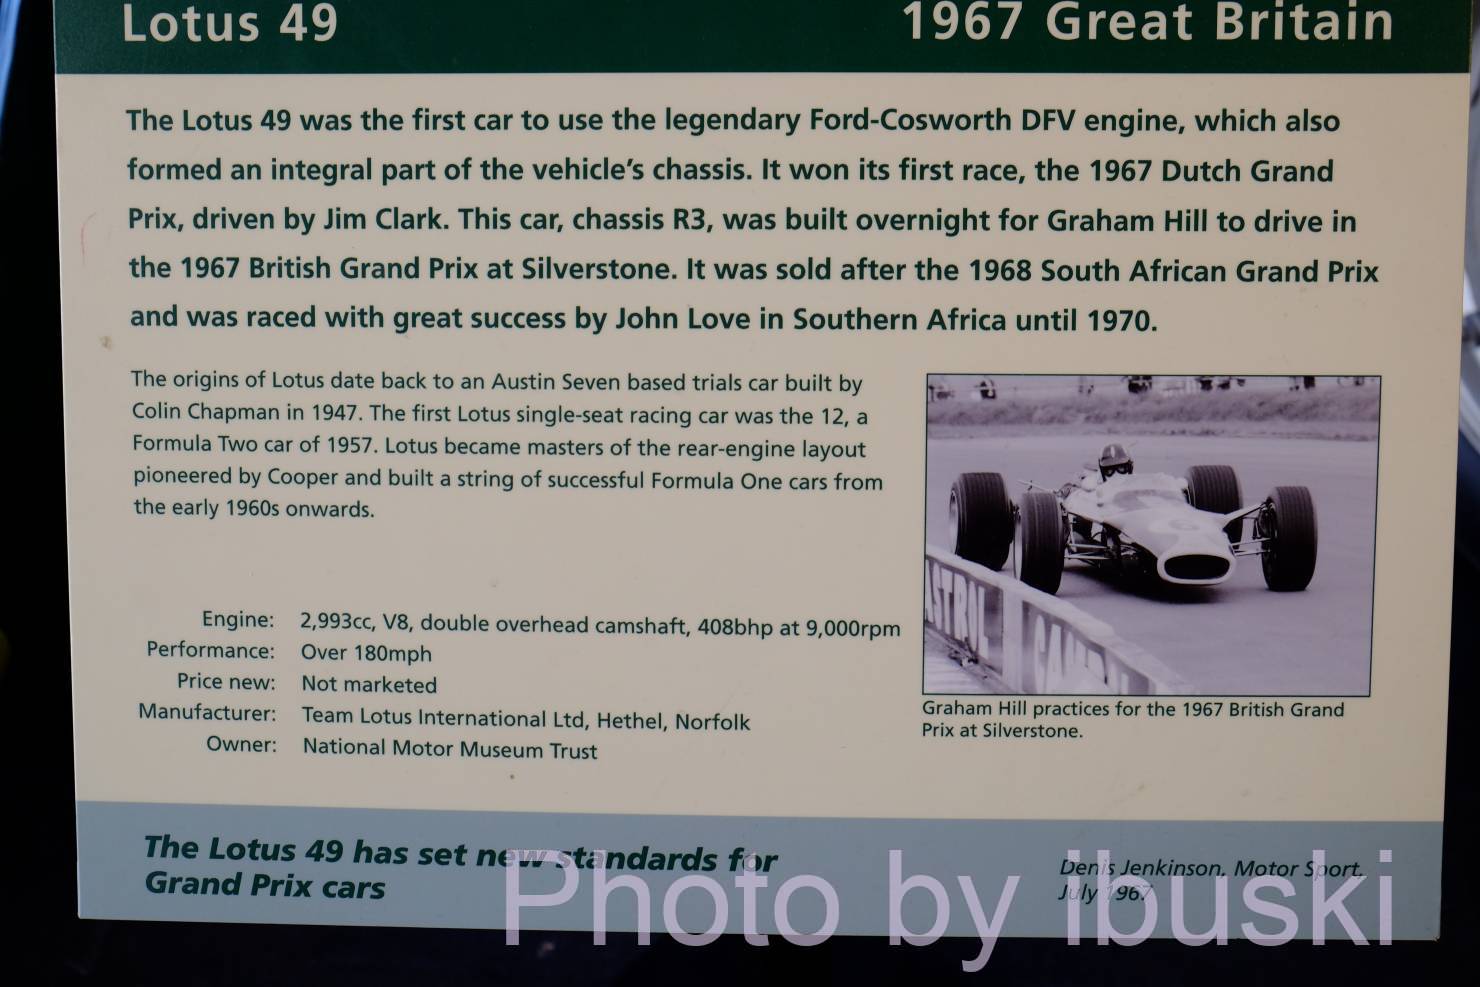 Lotus 49
1967 Great Britain
The Lotus 49 was the first car to use the legendary Ford-Cosworth DFV engine, which also
formed an integral part of the vehicle's chassis. It won its first race, the 1967 Dutch Grand
Prix, driven by Jim Clark. This car, chassis R3, was built overnight for Graham Hill to drive in
the 1967 British Grand Prix at Silverstone. It was sold after the 1968 South African Grand Prix
and was raced with great success by John Love in Southern Africa until 1970.
The origins of Lotus date back to an Austin Seven based trials car built by
Colin Chapman in 1947. The first Lotus single-seat racing car was the 12, a
Formula Two car of 1957. Lotus became masters of the rear-engine layout
pioneered by Cooper and built a string of successful Formula One cars from
the early 1960s onwards.
Engine: 2,993cc, V8, double overhead camshaft, 408bhp at 9,000rpm
Performance: Over 180mph
Price new: Not marketed
Manufacturer: Team Lotus International Ltd, Hethel, Norfolk
Owner: National Motor Museum Trust
Graham Hill practices for the 1967 British Grand
Prix at Silverstone.
The Lotus 49 has set new standards for
Grand Prix cars
Denis Jenkinson, Motor Sport,
July 1967
Photo by ibuski